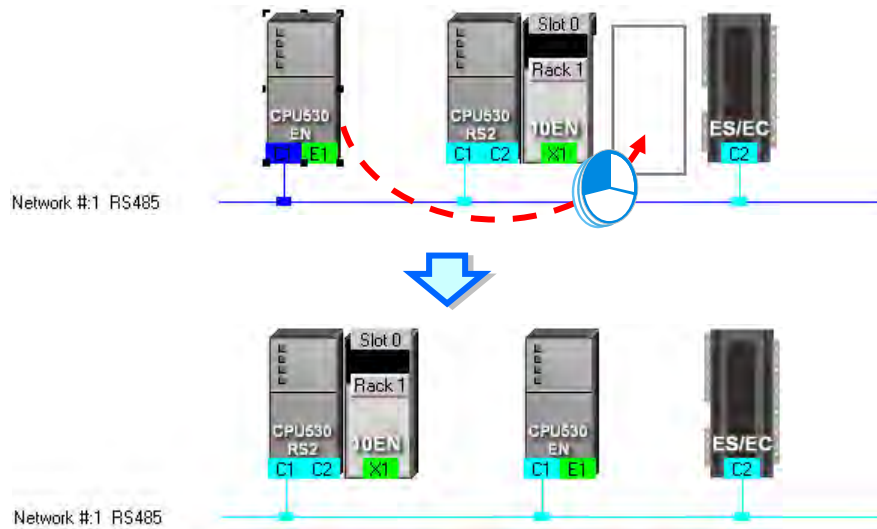 Slot 0
Rack 1
CPU530
EN
C1 E1
CPU530
RS2
C1 C2
10EN
X1
ES/EC
C2
Network #:1 RS485
Slot 0
Rack 1
CPU530
RS2
C1 C2
10EN
X1
CPU530
EN
C1 E1
ES/EC
C2
Network #:1 RS485